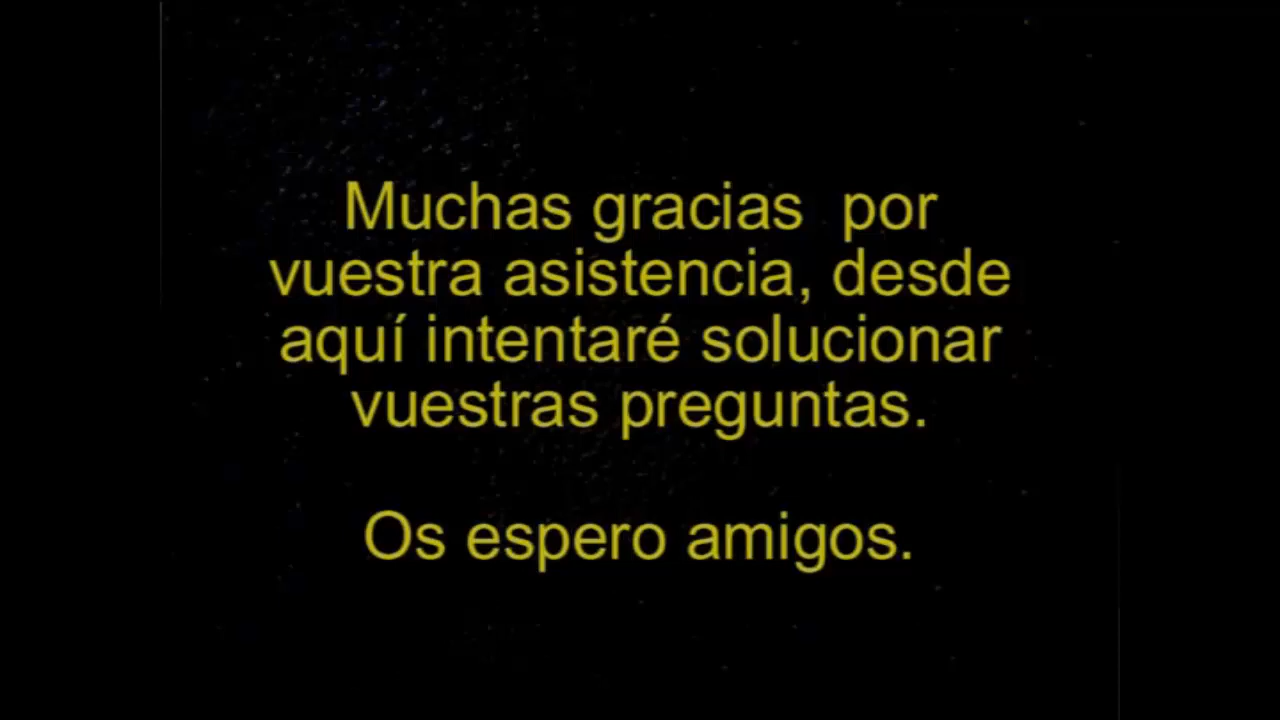 Muchas gracias  por
vuestra asistencia, desde
aquí intentaré solucionar
vuestras preguntas.
Os espero amigos.